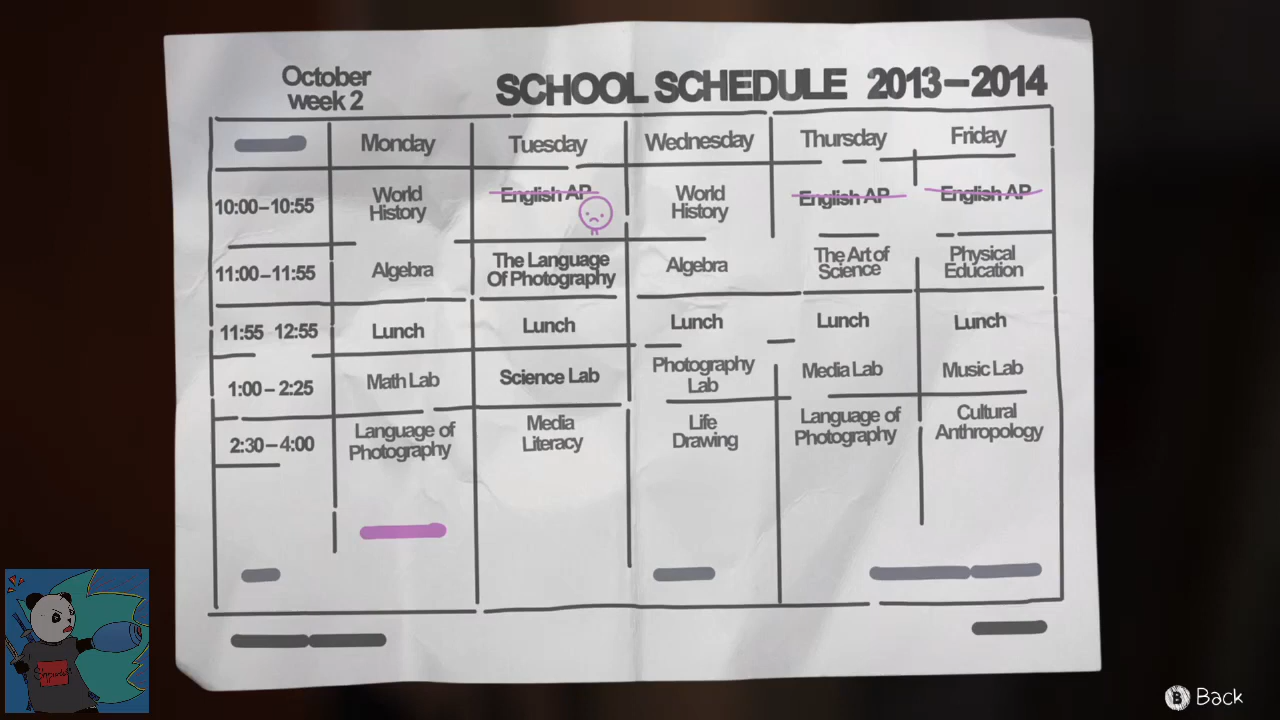 October
week 2
SCHOOL SCHEDULE 2013-2014
Monday Tuesday Wednesday Thursday Friday
10:00-10:55 World
History English AP World
History English AP English AP
11:00-11:55 Algebra The Language
Of Photography Algebra The Art of
Science Physical
Education
11:55 12:55 Lunch Lunch Lunch Lunch Lunch
1:00-2:25 Math Lab Science Lab Photography
Lab Media Lab Music Lab
2:30-4:00 Language of
Photography Media
Literacy Life
Drawing Language of
Photography Cultural
Anthropology
B Back